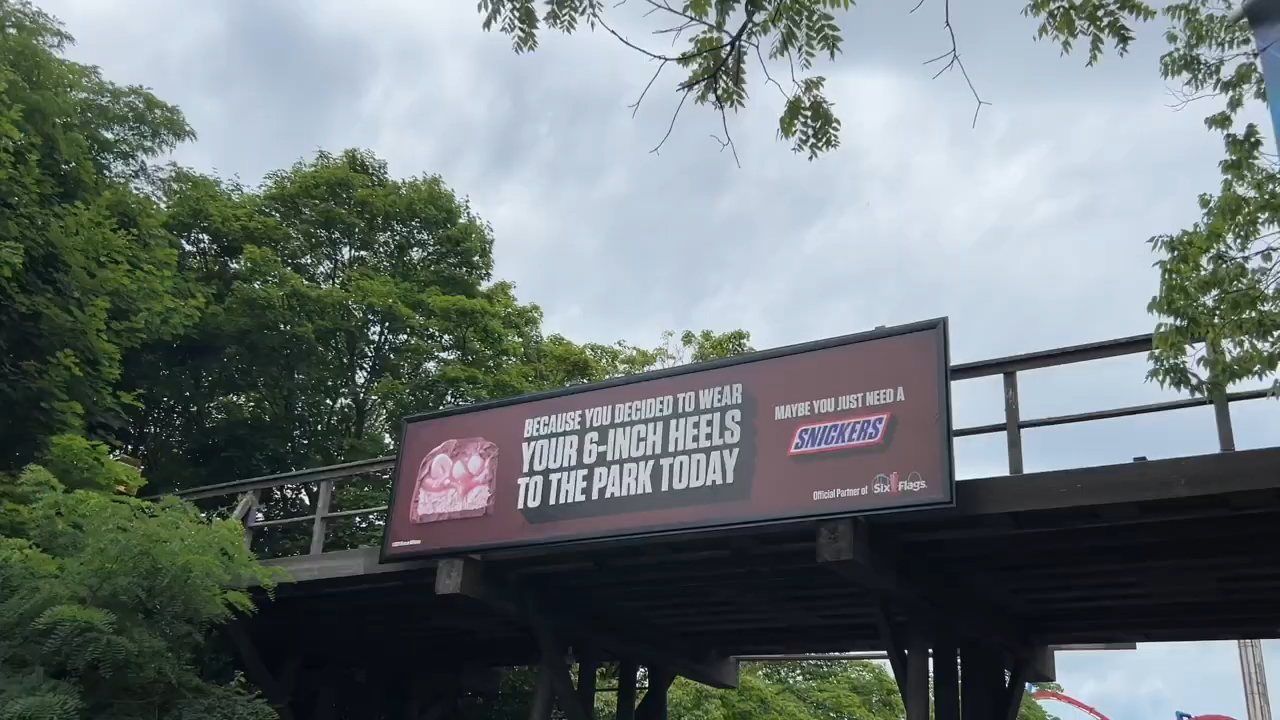 BECAUSE YOU DECIDED TO WEAR
YOUR 6-INCH HEELS
TO THE PARK TODAY
MAYBE YOU JUST NEED A
SNICKERS
Official Partner of Six Flags